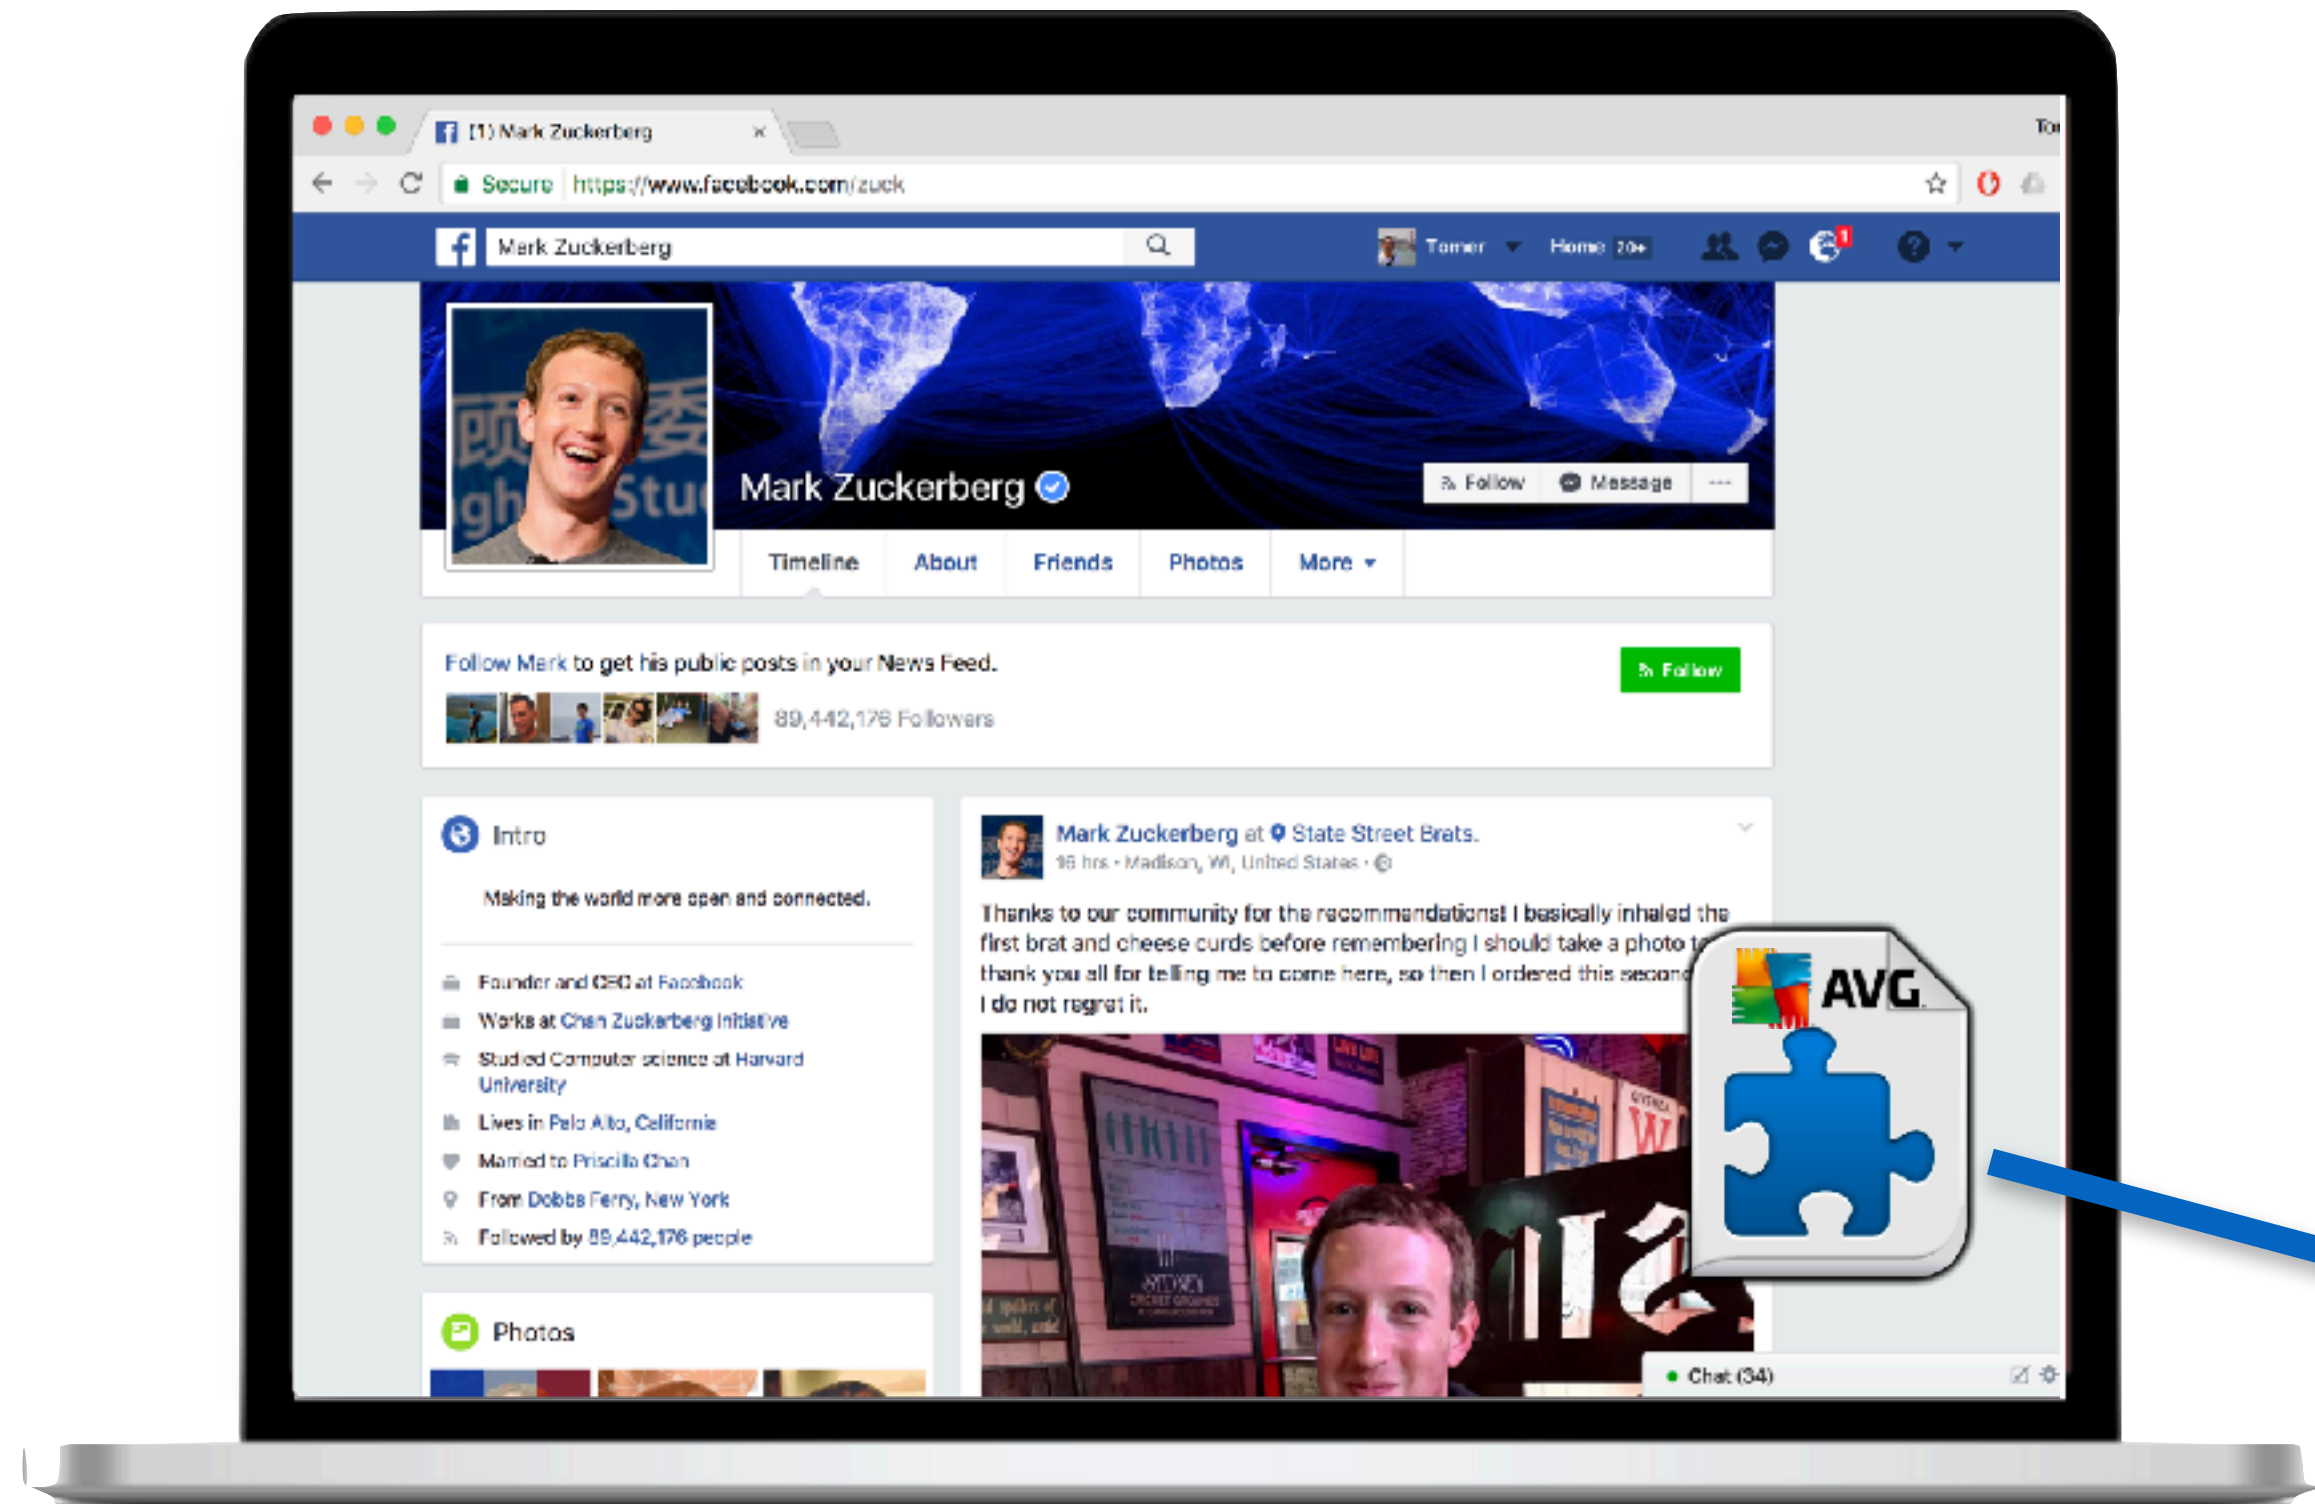 (1) Mark Zuckerberg
Secure https://www.facebook.com/zuck
Mark Zuckerberg
Tomer Home 20+
1
顾 委
Stu
Mark Zuckerberg
Follow Message ...
Timeline About Friends Photos More
Follow Mark to get his public posts in your News Feed.
Follow
89,442,176 Followers
Intro
Making the world more open and connected.
Founder and CEO at Facebook
Works at Chan Zuckerberg Initiative
Studied Computer science at Harvard
University
Lives in Palo Alto, California
Married to Priscilla Chan
From Dobbs Ferry, New York
Followed by 89,442,176 people
Photos
Mark Zuckerberg at State Street Brats.
16 hrs · Madison, WI, United States ·
Thanks to our community for the recommendations! I basically inhaled the
first brat and cheese curds before remembering I should take a photo to
thank you all for telling me to come here, so then I ordered this second
I do not regret it.
AVG
W
Chat (34)